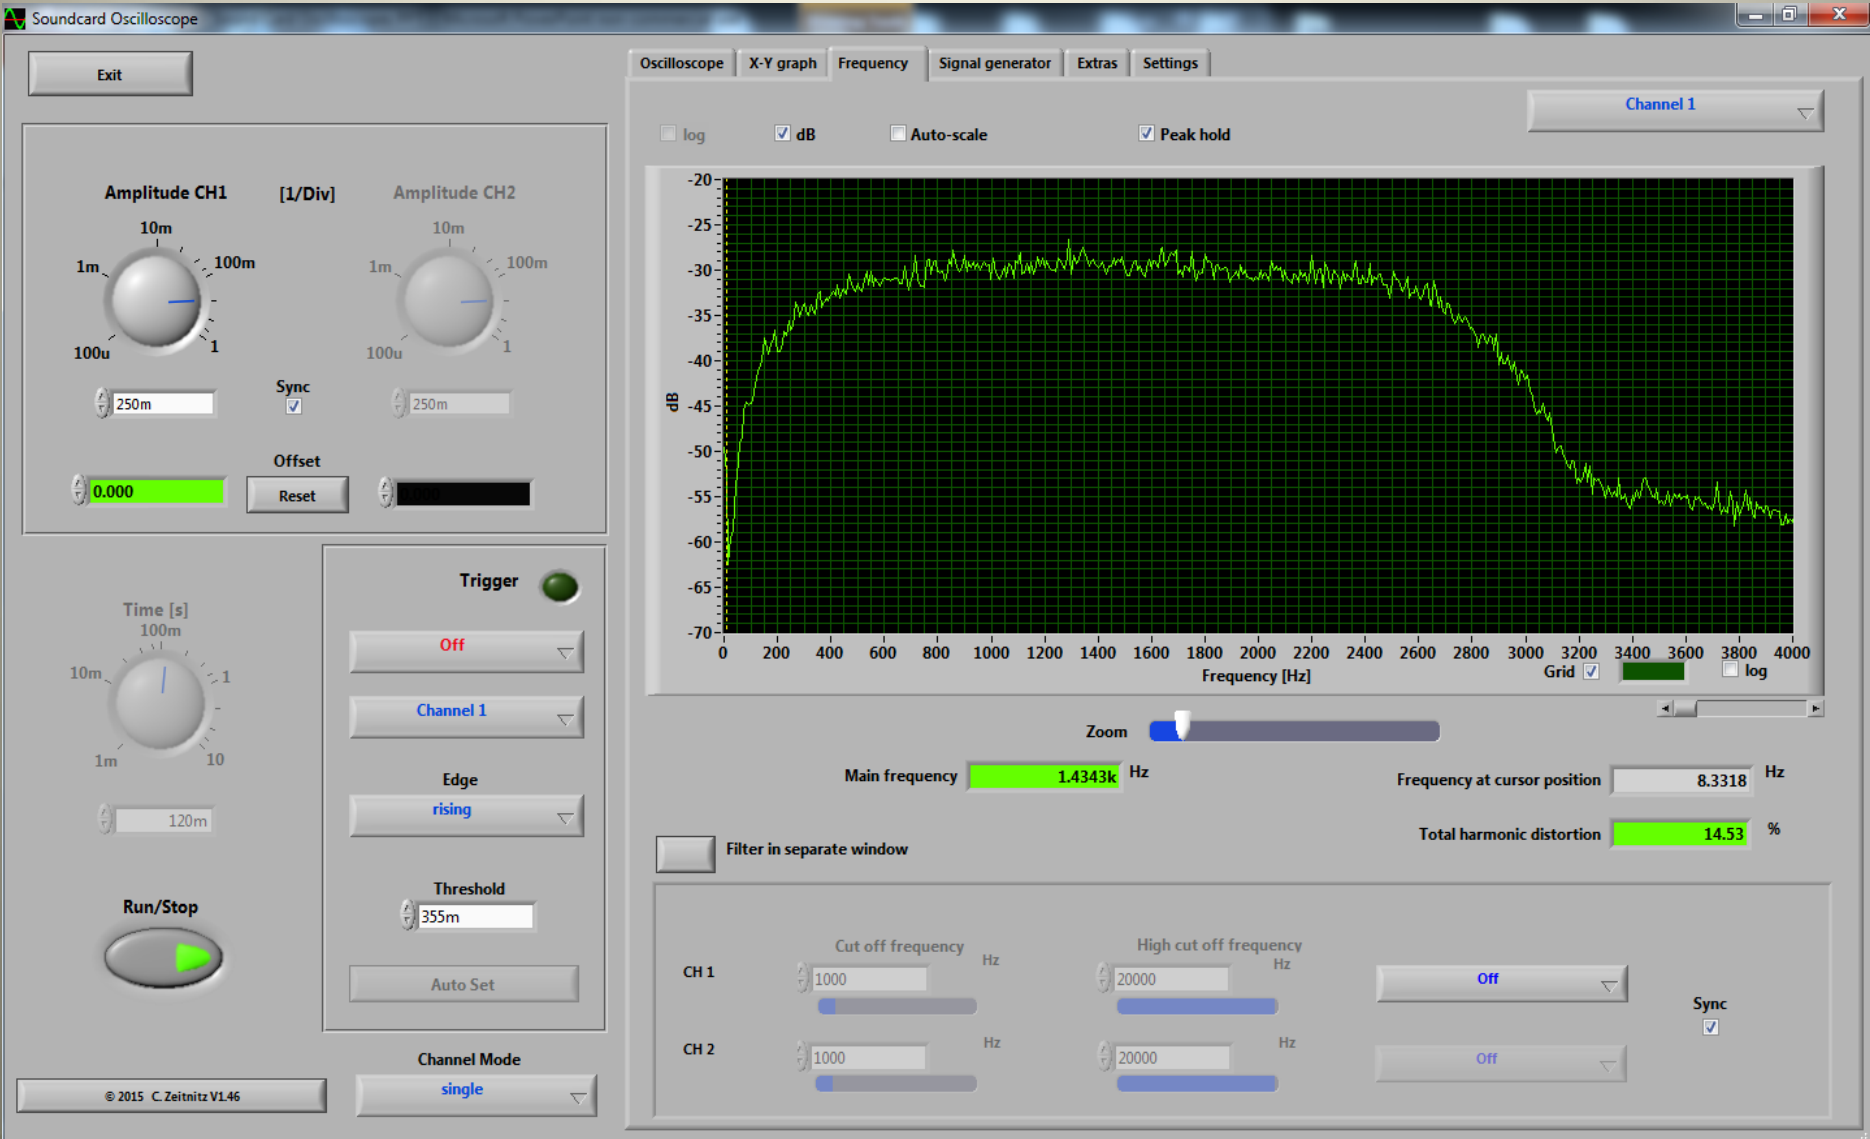 Soundcard Oscilloscope
Exit
Amplitude CH1
[1/Div]
Amplitude CH2
10m
1m
100m
100u
1
10m
1m
100m
100u
1
250m
Sync
250m
Offset
0.000
Reset
0.000
Time [s]
100m
10m
1
1m
10
120m
Run/Stop
Trigger
Off
Channel 1
Edge
rising
Threshold
355m
Auto Set
Channel Mode
single
© 2015 C. Zeitnitz V1.46
Oscilloscope
X-Y graph
Frequency
Signal generator
Extras
Settings
Channel 1
log
dB
Auto-scale
Peak hold
-20
-25
-30
-35
-40
-45
-50
-55
-60
-65
-70
dB
0 200 400 600 800 1000 1200 1400 1600 1800 2000 2200 2400 2600 2800 3000 3200 3400 3600 3800 4000
Frequency [Hz]
Grid
log
Zoom
Main frequency 1.4343k Hz
Frequency at cursor position 8.3318 Hz
Total harmonic distortion 14.53 %
Filter in separate window
Cut off frequency
High cut off frequency
CH 1
1000
Hz
20000
Hz
Off
Sync
CH 2
1000
Hz
20000
Hz
Off